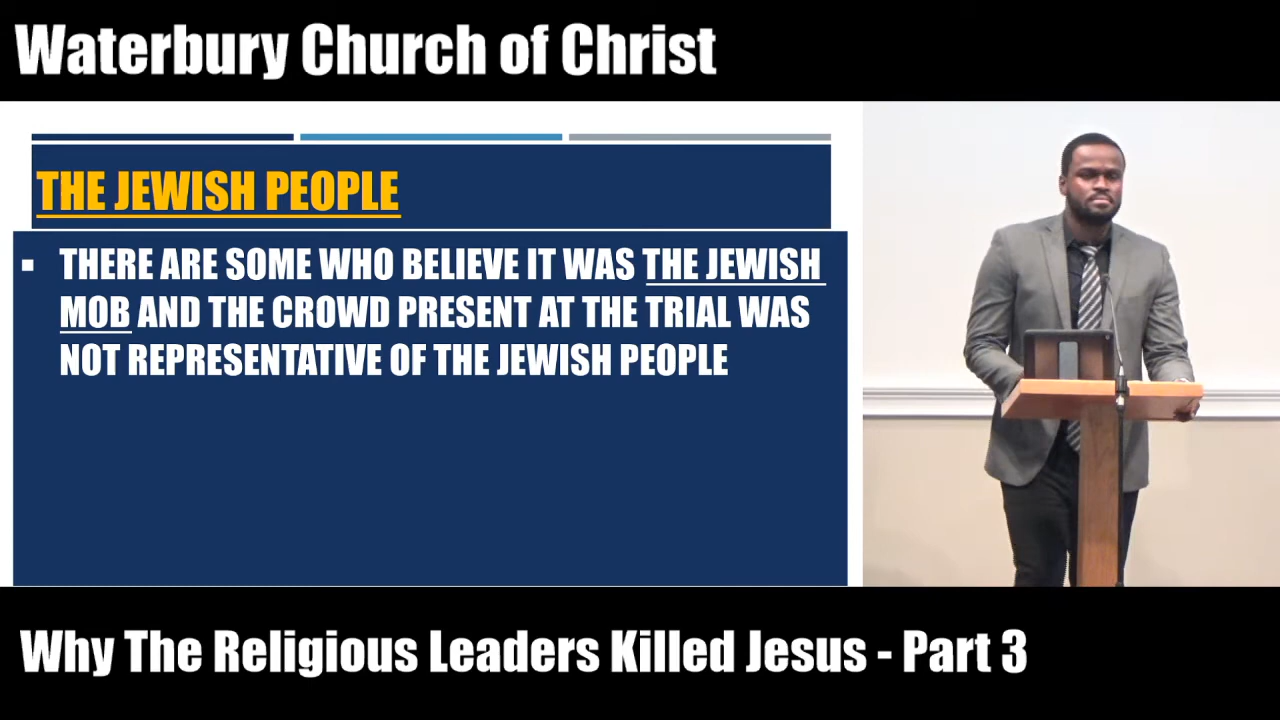 Waterbury Church of Christ
THE JEWISH PEOPLE
▪ THERE ARE SOME WHO BELIEVE IT WAS THE JEWISH
MOB AND THE CROWD PRESENT AT THE TRIAL WAS
NOT REPRESENTATIVE OF THE JEWISH PEOPLE
Why The Religious Leaders Killed Jesus - Part 3